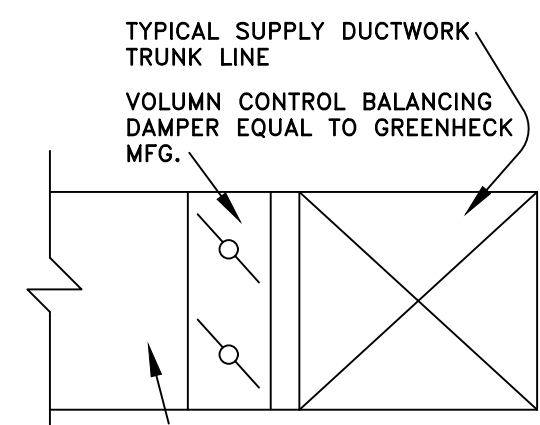 TYPICAL SUPPLY DUCTWORK
TRUNK LINE
VOLUMN CONTROL BALANCING
DAMPER EQUAL TO GREENHECK
MFG.